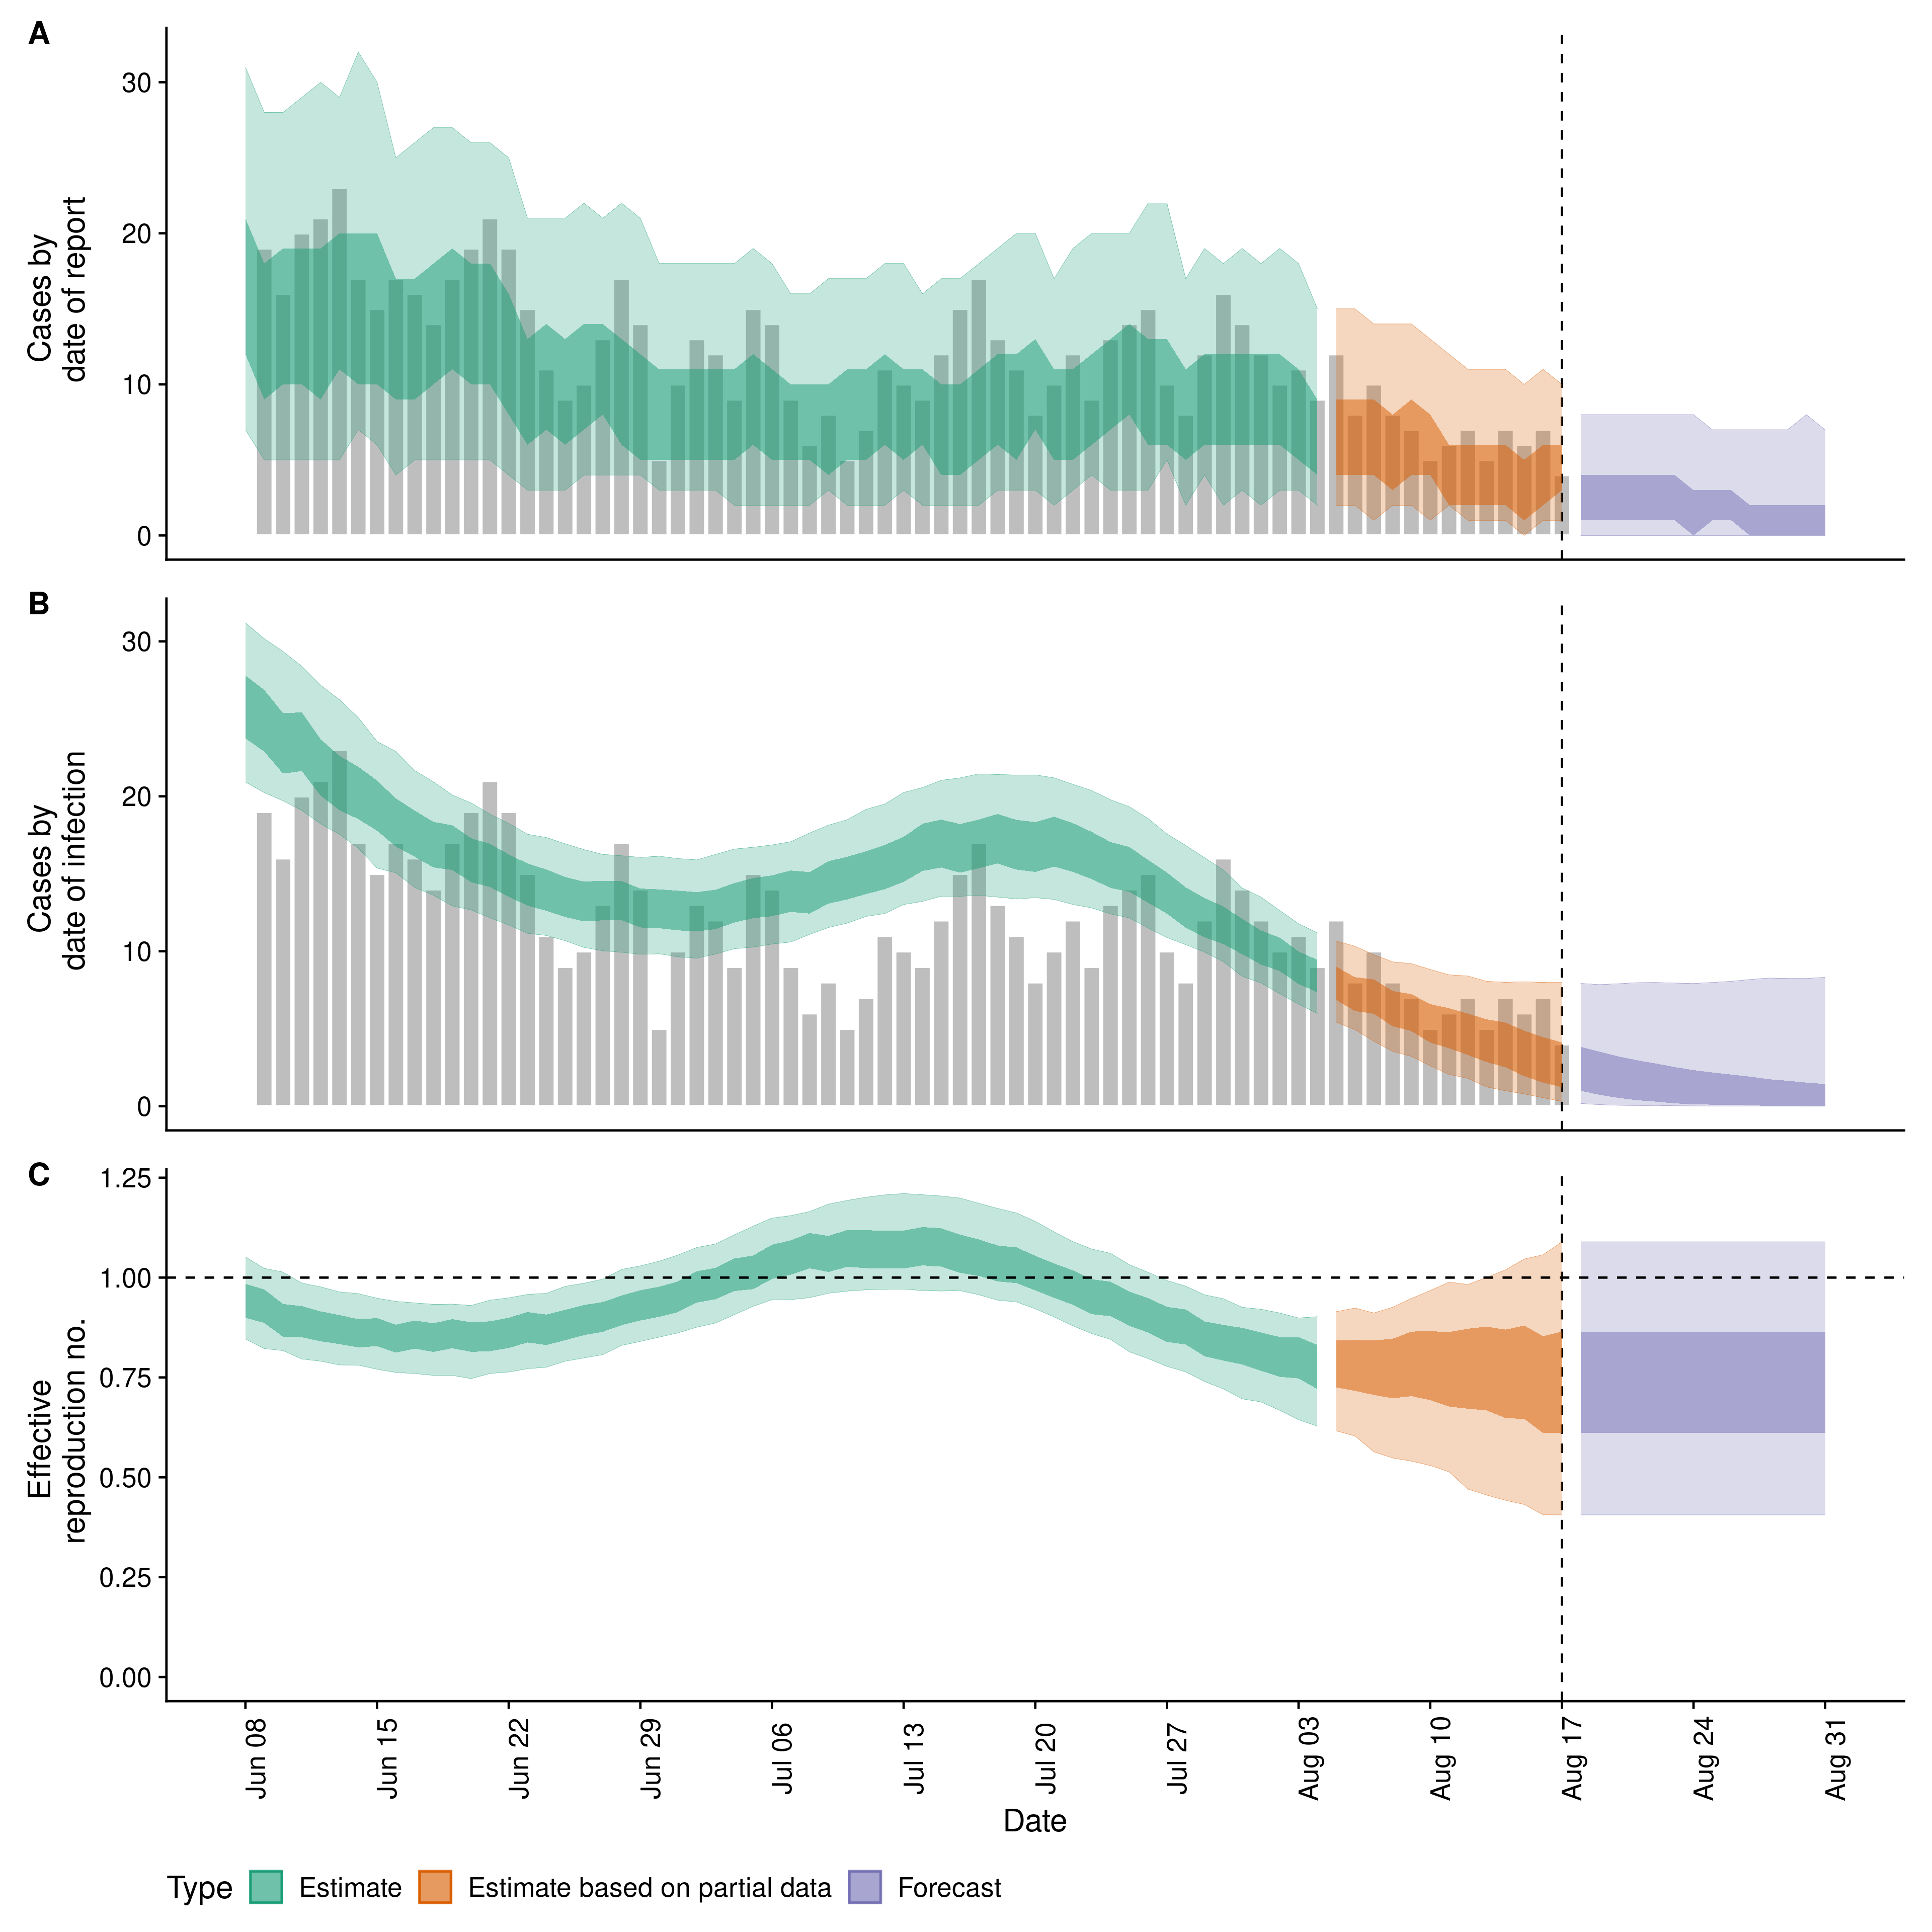 A
30
20
10
0
Cases by
date of report
B
30
20
10
0
Cases by
date of infection
C
1.25
1.00
0.75
0.50
0.25
0.00
Effective
reproduction no.
Jun 08
Jun 15
Jun 22
Jun 29
Jul 06
Jul 13
Jul 20
Jul 27
Aug 03
Aug 10
Aug 17
Aug 24
Aug 31
Date
Type Estimate Estimate based on partial data Forecast